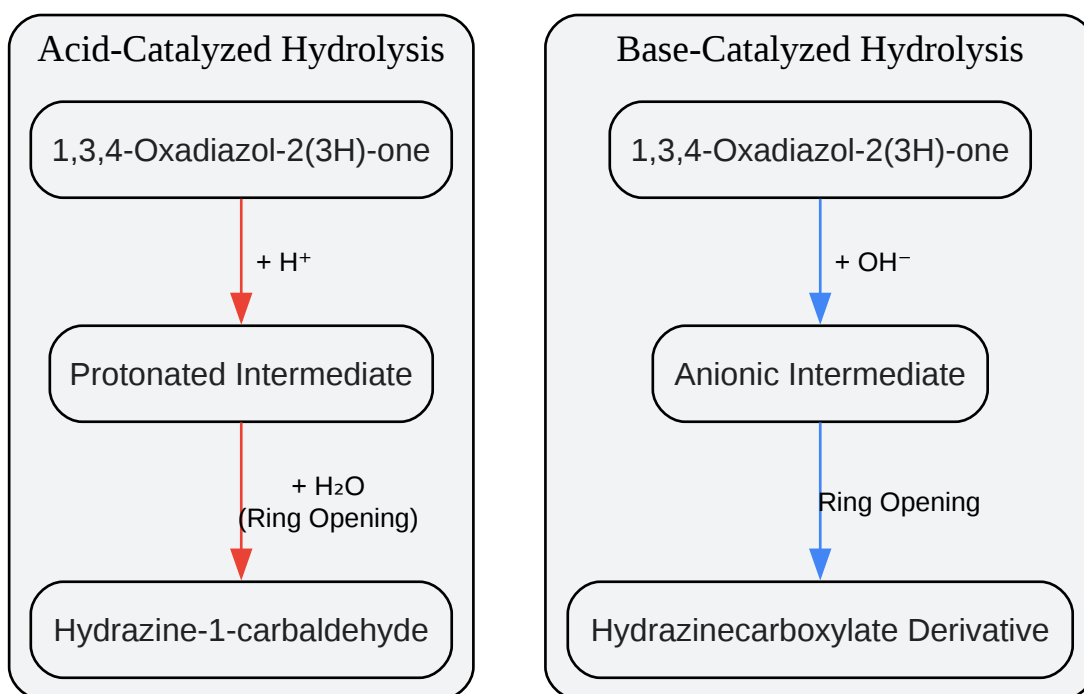 Acid-Catalyzed Hydrolysis
1,3,4-Oxadiazol-2(3H)-one
+ H⁺
Protonated Intermediate
+ H₂O
(Ring Opening)
Hydrazine-1-carbaldehyde
Base-Catalyzed Hydrolysis
1,3,4-Oxadiazol-2(3H)-one
+ OH⁻
Anionic Intermediate
Ring Opening
Hydrazinecarboxylate Derivative